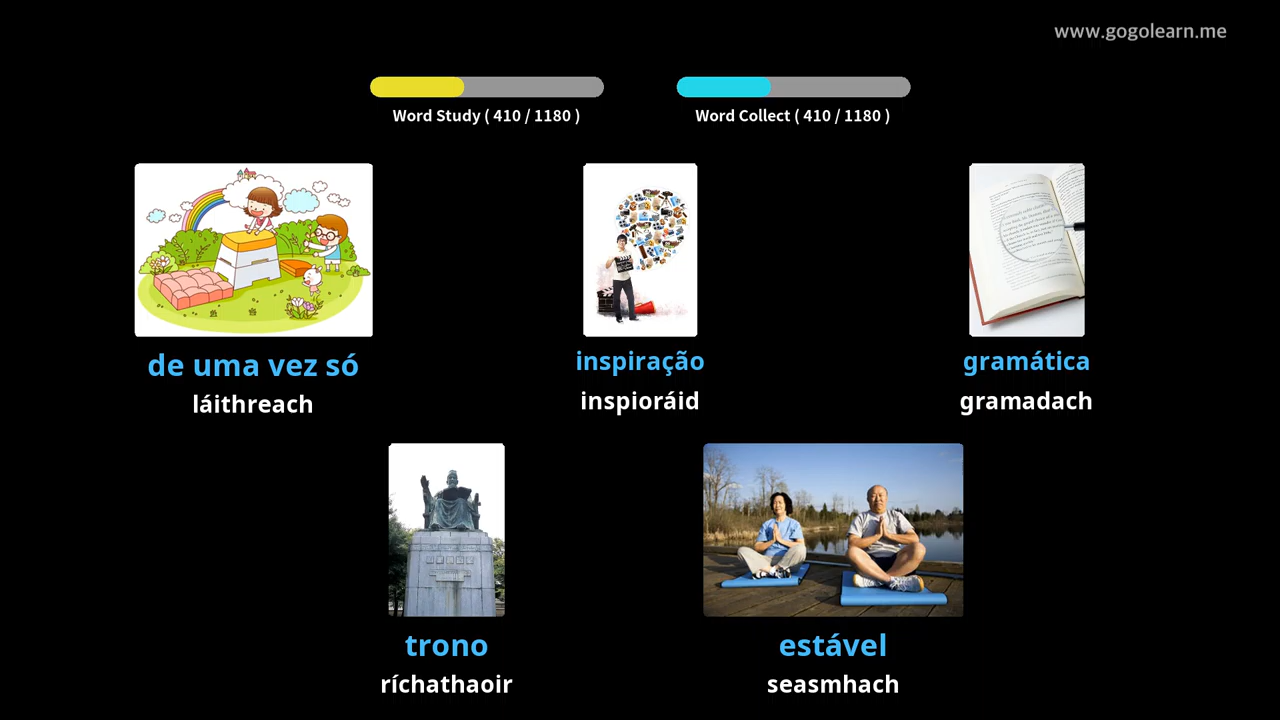 www.gogolearn.me
Word Study ( 410 / 1180 )
Word Collect ( 410 / 1180 )
de uma vez só
láithreach
inspiração
inspioráid
gramática
gramadach
trono
ríchathaoir
estável
seasmhach